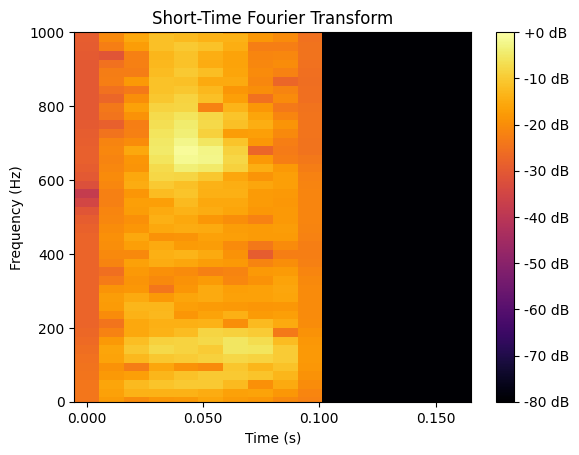 Short-Time Fourier Transform
1000
800
600
400
200
0
Frequency (Hz)
0.000
0.050
0.100
0.150
Time (s)
+0 dB
-10 dB
-20 dB
-30 dB
-40 dB
-50 dB
-60 dB
-70 dB
-80 dB